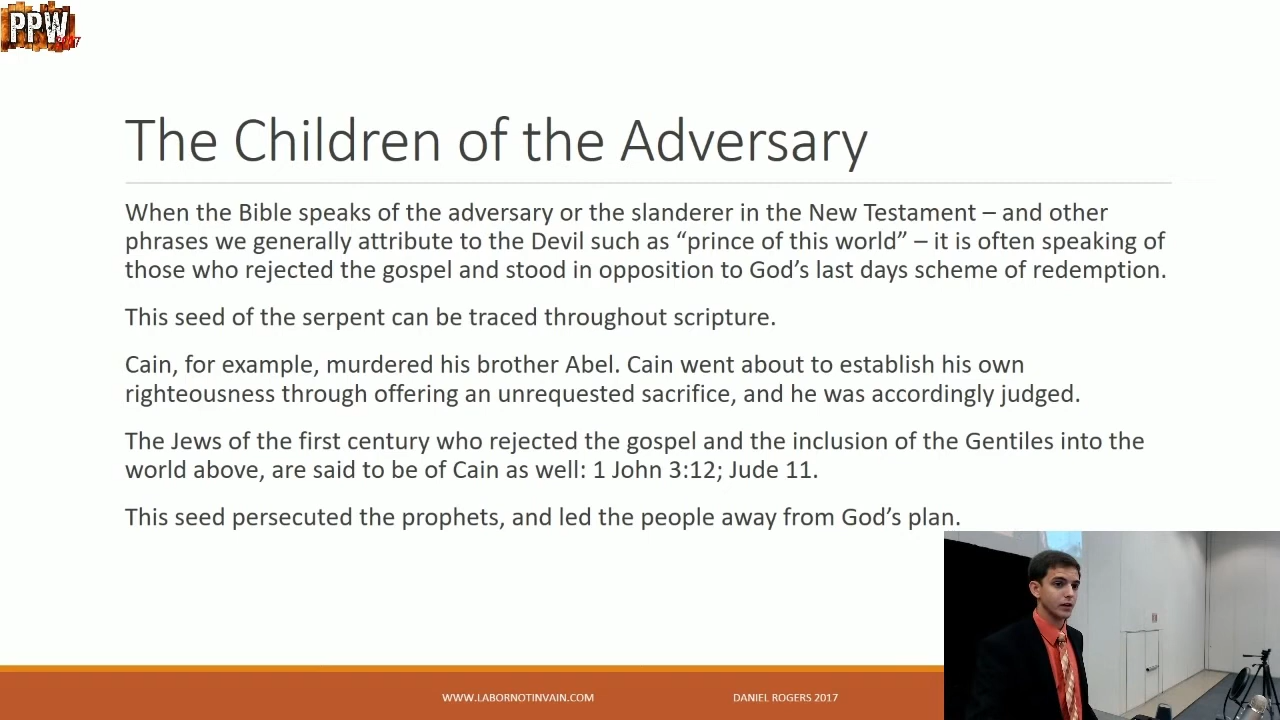 PPW
2017
The Children of the Adversary
When the Bible speaks of the adversary or the slanderer in the New Testament – and other
phrases we generally attribute to the Devil such as “prince of this world” – it is often speaking of
those who rejected the gospel and stood in opposition to God’s last days scheme of redemption.
This seed of the serpent can be traced throughout scripture.
Cain, for example, murdered his brother Abel. Cain went about to establish his own
righteousness through offering an unrequested sacrifice, and he was accordingly judged.
The Jews of the first century who rejected the gospel and the inclusion of the Gentiles into the
world above, are said to be of Cain as well: 1 John 3:12; Jude 11.
This seed persecuted the prophets, and led the people away from God’s plan.
WWW.LABORNOTINVAIN.COM
DANIEL ROGERS 2017